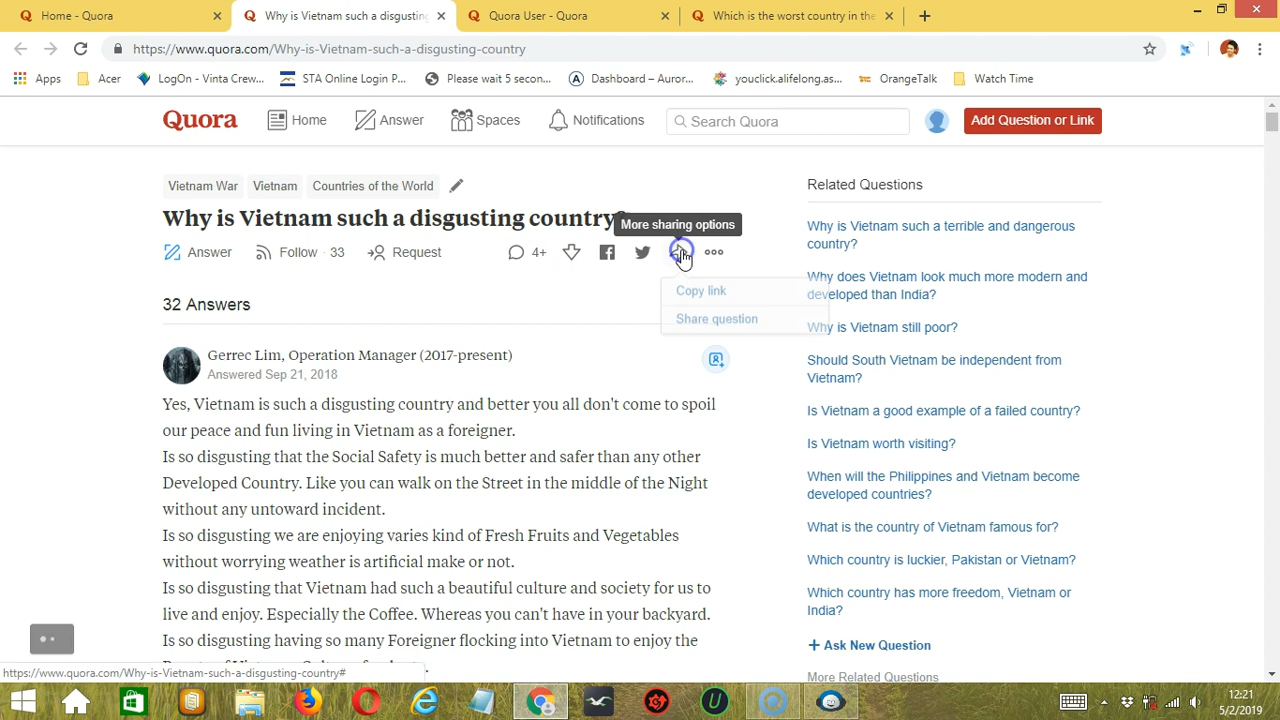 Home - Quora
Why is Vietnam such a disgusting
Quora User - Quora
Which is the worst country in the
https://www.quora.com/Why-is-Vietnam-such-a-disgusting-country
Apps
Acer
LogOn - Vinta Crew...
STA Online Login P...
Please wait 5 second...
Dashboard – Auror...
youclick.alifelong.as...
OrangeTalk
Watch Time
Quora
Home
Answer
Spaces
Notifications
Search Quora
Add Question or Link
Vietnam War
Vietnam
Countries of the World
Why is Vietnam such a disgusting country?
More sharing options
Answer
Follow · 33
Request
4+
Copy link
Share question
32 Answers
Gerrec Lim, Operation Manager (2017-present)
Answered Sep 21, 2018
Yes, Vietnam is such a disgusting country and better you all don't come to spoil
our peace and fun living in Vietnam as a foreigner.
Is so disgusting that the Social Safety is much better and safer than any other
Developed Country. Like you can walk on the Street in the middle of the Night
without any untoward incident.
Is so disgusting we are enjoying varies kind of Fresh Fruits and Vegetables
without worrying weather is artificial make or not.
Is so disgusting that Vietnam had such a beautiful culture and society for us to
live and enjoy. Especially the Coffee. Whereas you can't have in your backyard.
Is so disgusting having so many Foreigner flocking into Vietnam to enjoy the
Related Questions
Why is Vietnam such a terrible and dangerous
country?
Why does Vietnam look much more modern and
developed than India?
Why is Vietnam still poor?
Should South Vietnam be independent from
Vietnam?
Is Vietnam a good example of a failed country?
Is Vietnam worth visiting?
When will the Philippines and Vietnam become
developed countries?
What is the country of Vietnam famous for?
Which country is luckier, Pakistan or Vietnam?
Which country has more freedom, Vietnam or
India?
+ Ask New Question
More Related Questions
https://www.quora.com/Why-is-Vietnam-such-a-disgusting-country#
12:21
5/2/2019